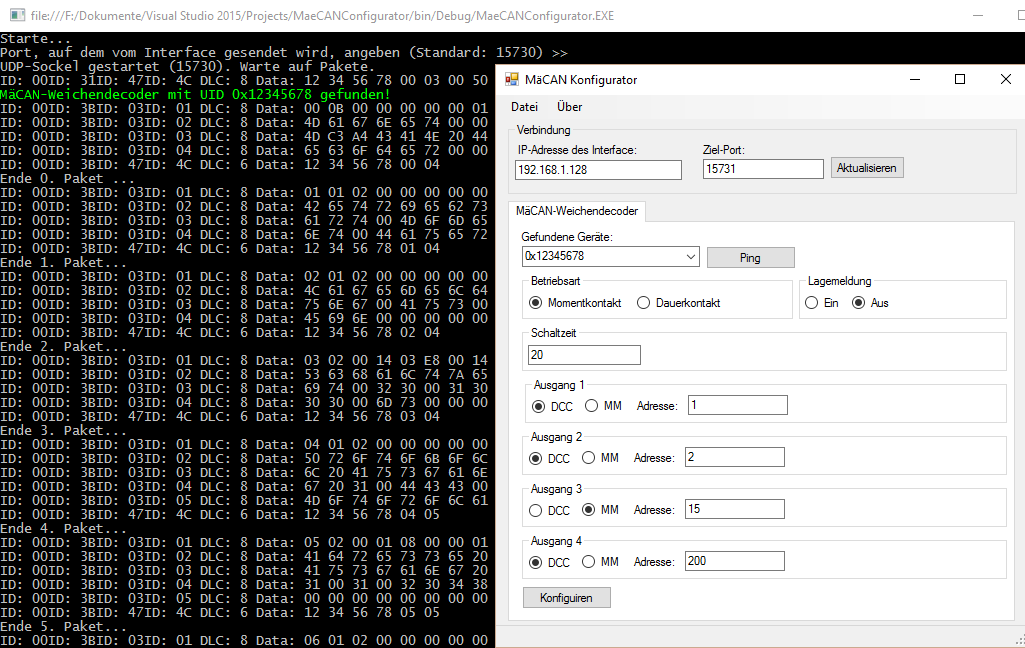 file:///F:/Dokumente/Visual Studio 2015/Projects/MaeCANConfigurator/bin/Debug/MaeCANConfigurator.EXE
Starte...
Port, auf dem vom Interface gesendet wird, angeben (Standard: 15730) >>
UDP-Sockel gestartet (15730). Warte auf Pakete.
ID: 00ID: 31ID: 47ID: 4C DLC: 8 Data: 12 34 56 78 00 03 00 50
MäCAN-Weichendecoder mit UID 0x12345678 gefunden!
ID: 00ID: 3BID: 03ID: 01 DLC: 8 Data: 00 0B 00 00 00 00 00 01
ID: 00ID: 3BID: 03ID: 02 DLC: 8 Data: 4D 61 67 6E 65 74 00 00
ID: 00ID: 3BID: 03ID: 03 DLC: 8 Data: 4D C3 A4 43 41 4E 20 44
ID: 00ID: 3BID: 03ID: 04 DLC: 8 Data: 65 63 6F 64 65 72 00 00
ID: 00ID: 3BID: 47ID: 4C DLC: 6 Data: 12 34 56 78 00 04
Ende 0. Paket ...
ID: 00ID: 3BID: 03ID: 01 DLC: 8 Data: 01 01 02 00 00 00 00 00
ID: 00ID: 3BID: 03ID: 02 DLC: 8 Data: 42 65 74 72 69 65 62 73
ID: 00ID: 3BID: 03ID: 03 DLC: 8 Data: 61 72 74 00 4D 6F 6D 65
ID: 00ID: 3BID: 03ID: 04 DLC: 8 Data: 6E 74 00 44 61 75 65 72
ID: 00ID: 3BID: 47ID: 4C DLC: 6 Data: 12 34 56 78 01 04
Ende 1. Paket...
ID: 00ID: 3BID: 03ID: 01 DLC: 8 Data: 02 01 02 00 00 00 00 00
ID: 00ID: 3BID: 03ID: 02 DLC: 8 Data: 4C 61 67 65 6D 65 6C 64
ID: 00ID: 3BID: 03ID: 03 DLC: 8 Data: 75 6E 67 00 41 75 73 00
ID: 00ID: 3BID: 03ID: 04 DLC: 8 Data: 45 69 6E 00 00 00 00 00
ID: 00ID: 3BID: 47ID: 4C DLC: 6 Data: 12 34 56 78 02 04
Ende 2. Paket...
ID: 00ID: 3BID: 03ID: 01 DLC: 8 Data: 03 02 00 14 03 E8 00 14
ID: 00ID: 3BID: 03ID: 02 DLC: 8 Data: 53 63 68 61 6C 74 7A 65
ID: 00ID: 3BID: 03ID: 03 DLC: 8 Data: 69 74 00 32 30 00 31 30
ID: 00ID: 3BID: 03ID: 04 DLC: 8 Data: 30 30 00 6D 73 00 00 00
ID: 00ID: 3BID: 47ID: 4C DLC: 6 Data: 12 34 56 78 03 04
Ende 3. Paket...
ID: 00ID: 3BID: 03ID: 01 DLC: 8 Data: 04 01 02 00 00 00 00 00
ID: 00ID: 3BID: 03ID: 02 DLC: 8 Data: 50 72 6F 74 6F 6B 6F 6C
ID: 00ID: 3BID: 03ID: 03 DLC: 8 Data: 6C 20 41 75 73 67 61 6E
ID: 00ID: 3BID: 03ID: 04 DLC: 8 Data: 67 20 31 00 44 43 43 00
ID: 00ID: 3BID: 03ID: 05 DLC: 8 Data: 4D 6F 74 6F 72 6F 6C 61
ID: 00ID: 3BID: 47ID: 4C DLC: 6 Data: 12 34 56 78 04 05
Ende 4. Paket...
ID: 00ID: 3BID: 03ID: 01 DLC: 8 Data: 05 02 00 01 08 00 00 01
ID: 00ID: 3BID: 03ID: 02 DLC: 8 Data: 41 64 72 65 73 73 65 20
ID: 00ID: 3BID: 03ID: 03 DLC: 8 Data: 41 75 73 67 61 6E 67 20
ID: 00ID: 3BID: 03ID: 04 DLC: 8 Data: 31 00 31 00 32 30 34 38
ID: 00ID: 3BID: 03ID: 05 DLC: 8 Data: 00 00 00 00 00 00 00 00
ID: 00ID: 3BID: 47ID: 4C DLC: 6 Data: 12 34 56 78 05 05
Ende 5. Paket...
ID: 00ID: 3BID: 03ID: 01 DLC: 8 Data: 06 01 02 00 00 00 00 00
MäCAN Konfigurator
Datei Über
Verbindung
IP-Adresse des Interface: Ziel-Port:
192.168.1.128 15731 Aktualisieren
MäCAN-Weichendecoder
Gefundene Geräte:
0x12345678 Ping
Betriebsart Lagemeldung
Momentkontakt Dauerkontakt Ein Aus
Schaltzeit
20
Ausgang 1
DCC MM Adresse: 1
Ausgang 2
DCC MM Adresse: 2
Ausgang 3
DCC MM Adresse: 15
Ausgang 4
DCC MM Adresse: 200
Konfiguiren